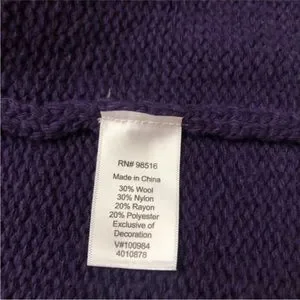 RN# 98516
Made in China
30% Wool
30% Nylon
20% Rayon
20% Polyester
Exclusive of
Decoration
V#100984
4010878